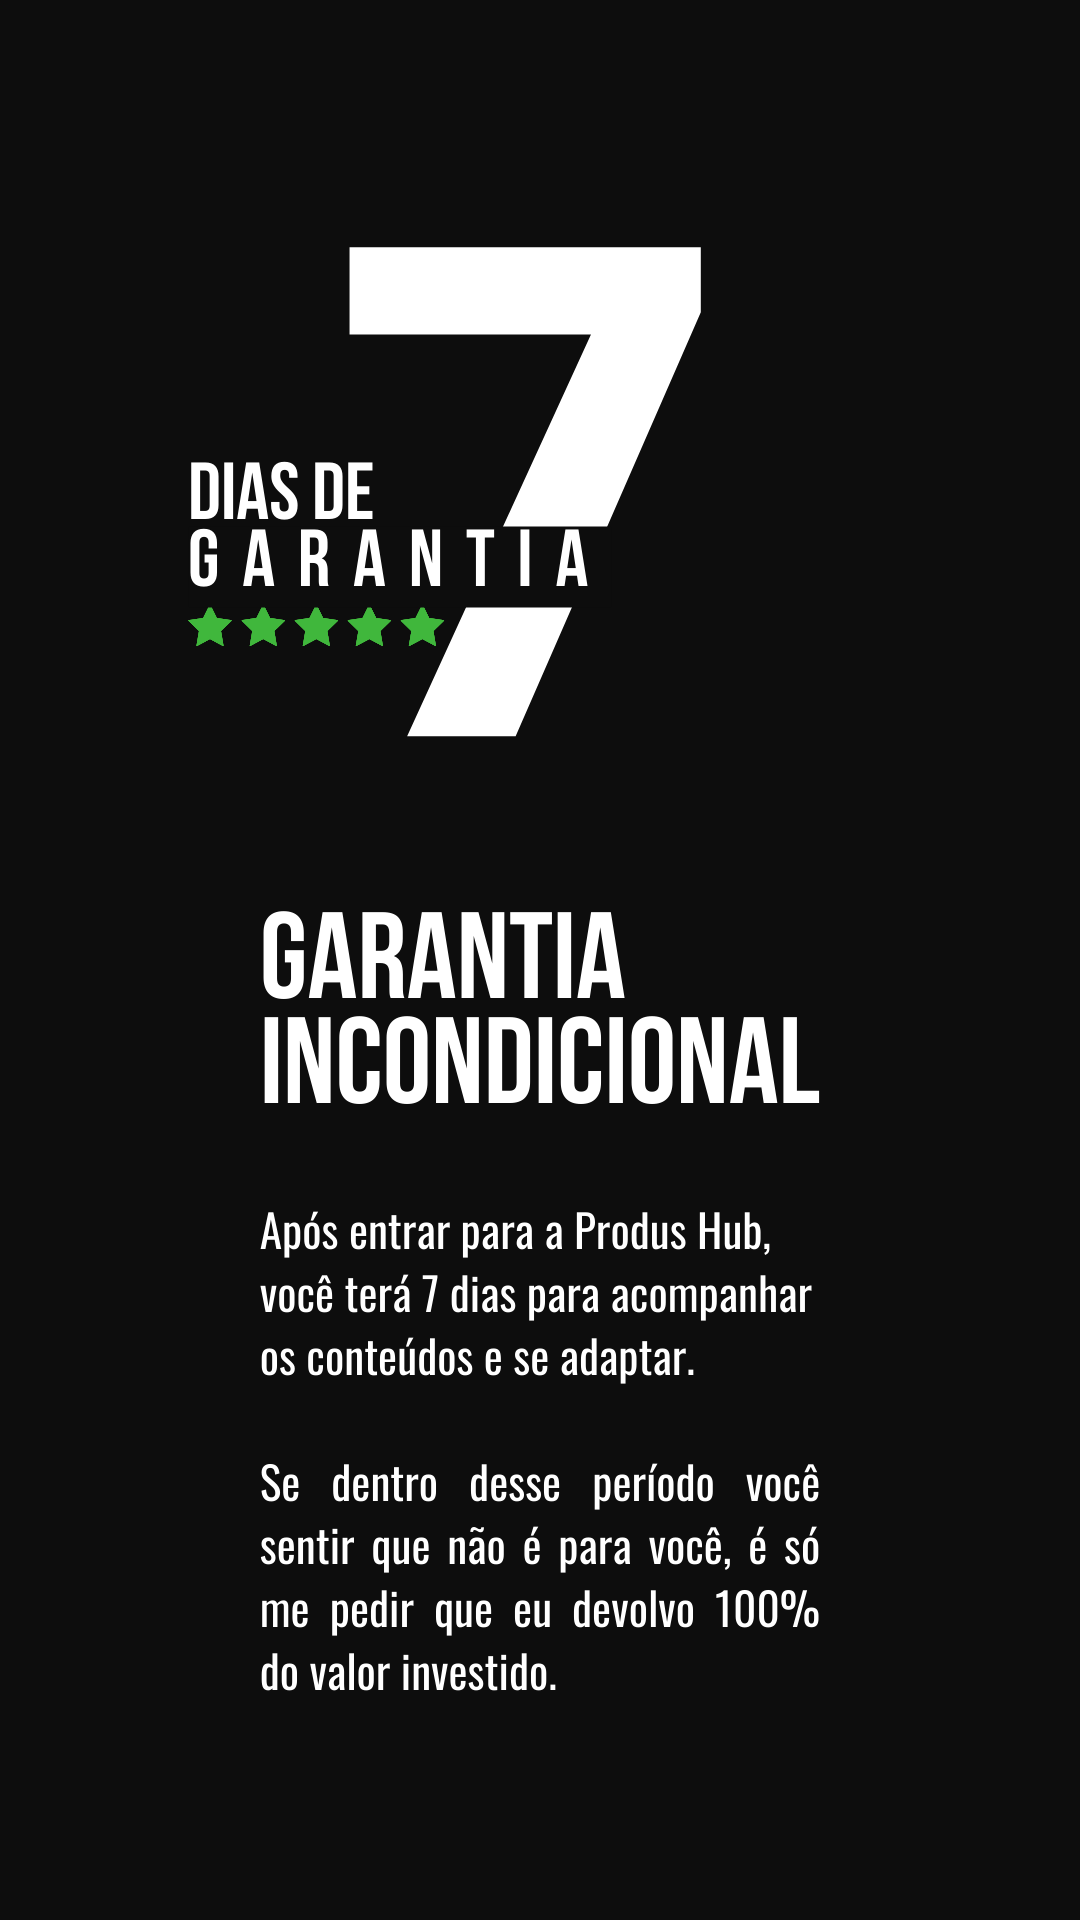 7
DIAS DE
GARANTIA
GARANTIA
INCONDICIONAL
Após entrar para a Produs Hub,
você terá 7 dias para acompanhar
os conteúdos e se adaptar.
Se dentro desse período você
sentir que não é para você, é só
me pedir que eu devolvo 100%
do valor investido.